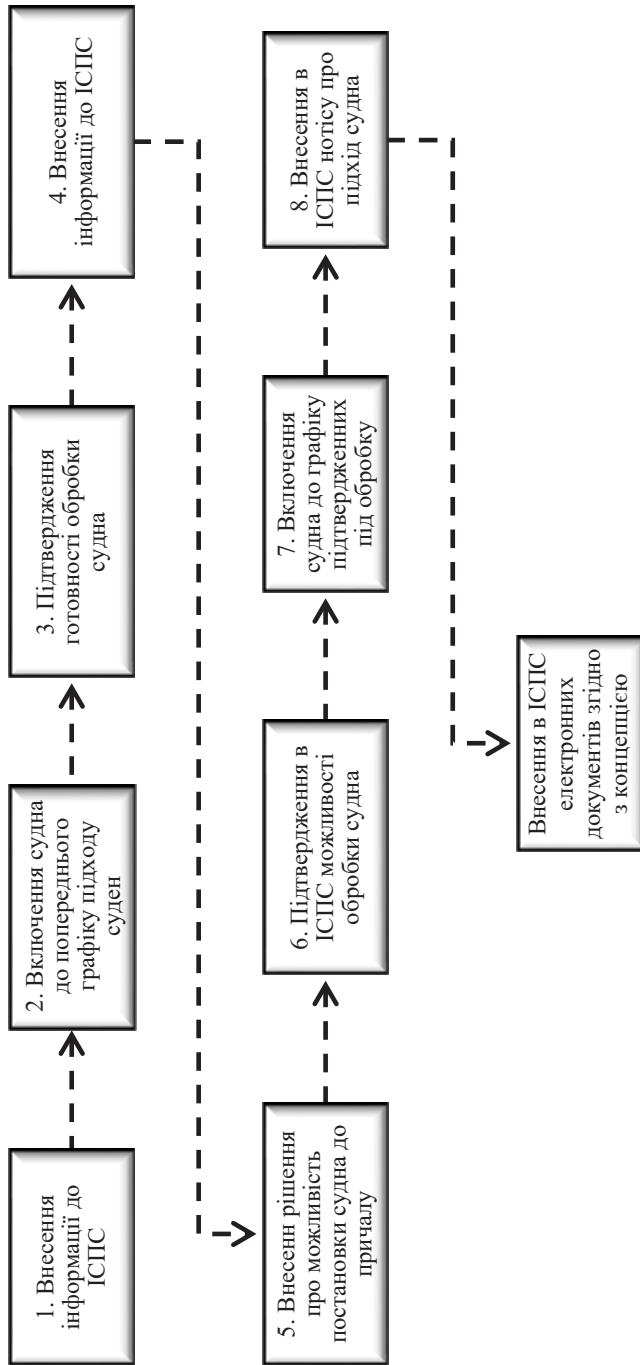 1. Внесення
інформації до
ІСПС
2. Включення судна
до попереднього
графіку підходу
суден
3. Підтвердження
готовності обробки
судна
4. Внесення
інформації до ІСПС
5. Внесенн рішення
про можливість
постановки судна до
причалу
6. Підтвердження в
ІСПС можливості
обробки судна
7. Включення
судна до графіку
підтвердженних
під обробку
8. Внесення в
ІСПС нотісу про
підхід судна
Внесення в ІСПС
електронних
документів згідно
з концепцією